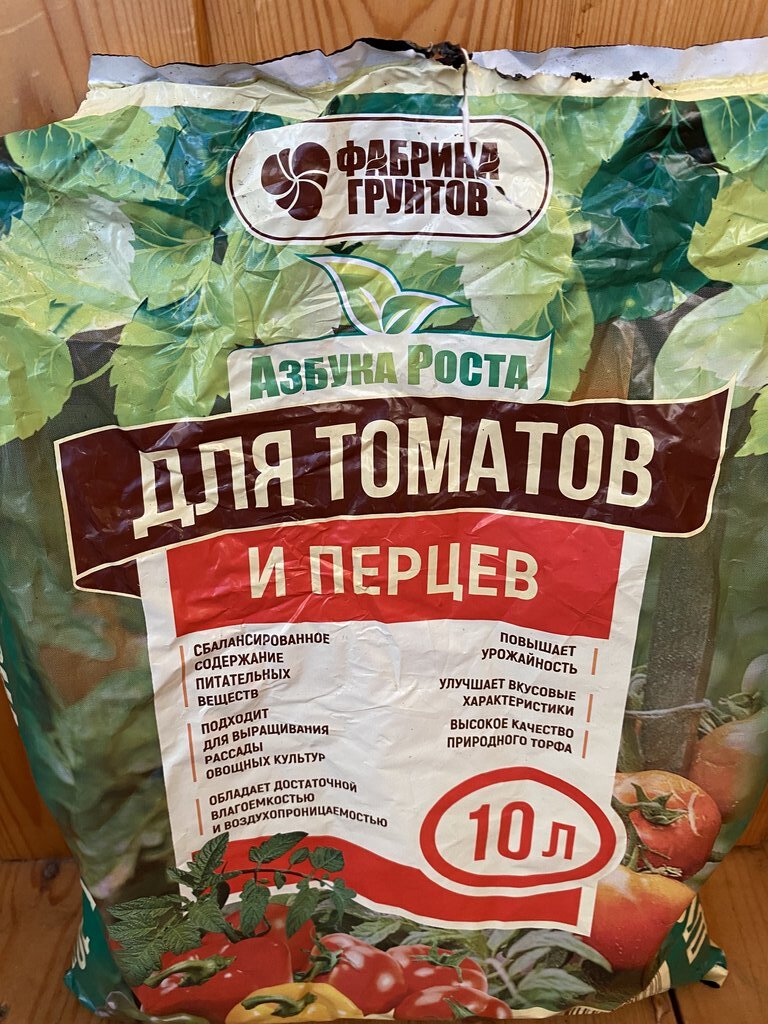 ФАБРИКА
ГРУНТОВ
АЗБУКА РОСТА
ДЛЯ ТОМАТОВ
И ПЕРЦЕВ
СБАЛАНСИРОВАННОЕ
СОДЕРЖАНИЕ
ПИТАТЕЛЬНЫХ
ВЕЩЕСТВ
ПОДХОДИТ
ДЛЯ ВЫРАЩИВАНИЯ
РАССАДЫ
ОВОЩНЫХ КУЛЬТУР
ОБЛАДАЕТ ДОСТАТОЧНОЙ
ВЛАГОЕМКОСТЬЮ
И ВОЗДУХОПРОНИЦАЕМОСТЬЮ
ПОВЫШАЕТ
УРОЖАЙНОСТЬ
УЛУЧШАЕТ ВКУСОВЫЕ
ХАРАКТЕРИСТИКИ
ВЫСОКОЕ КАЧЕСТВО
ПРИРОДНОГО ТОРФА
10 Л